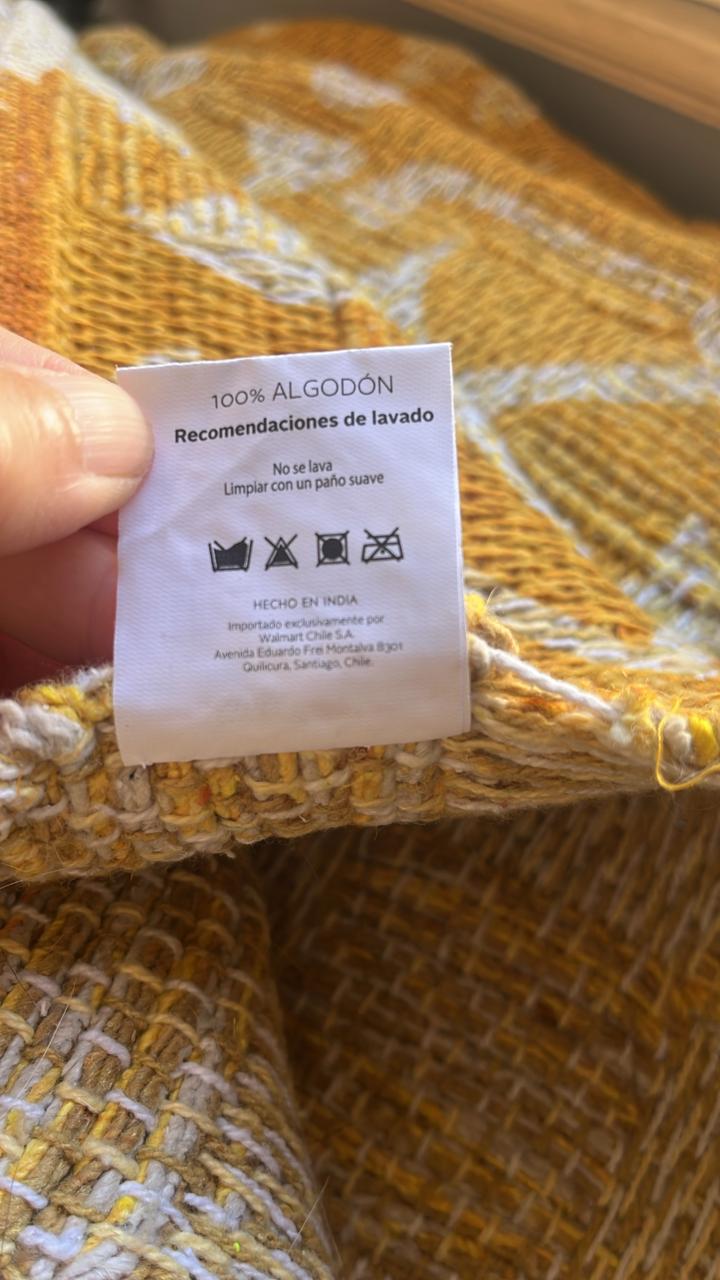 100% ALGODÓN
Recomendaciones de lavado
No se lava
Limpiar con un paño suave
HECHO EN INDIA
Importado exclusivamente por
Walmart Chile S.A.
Avenida Eduardo Frei Montalva 8301
Quilicura, Santiago, Chile.